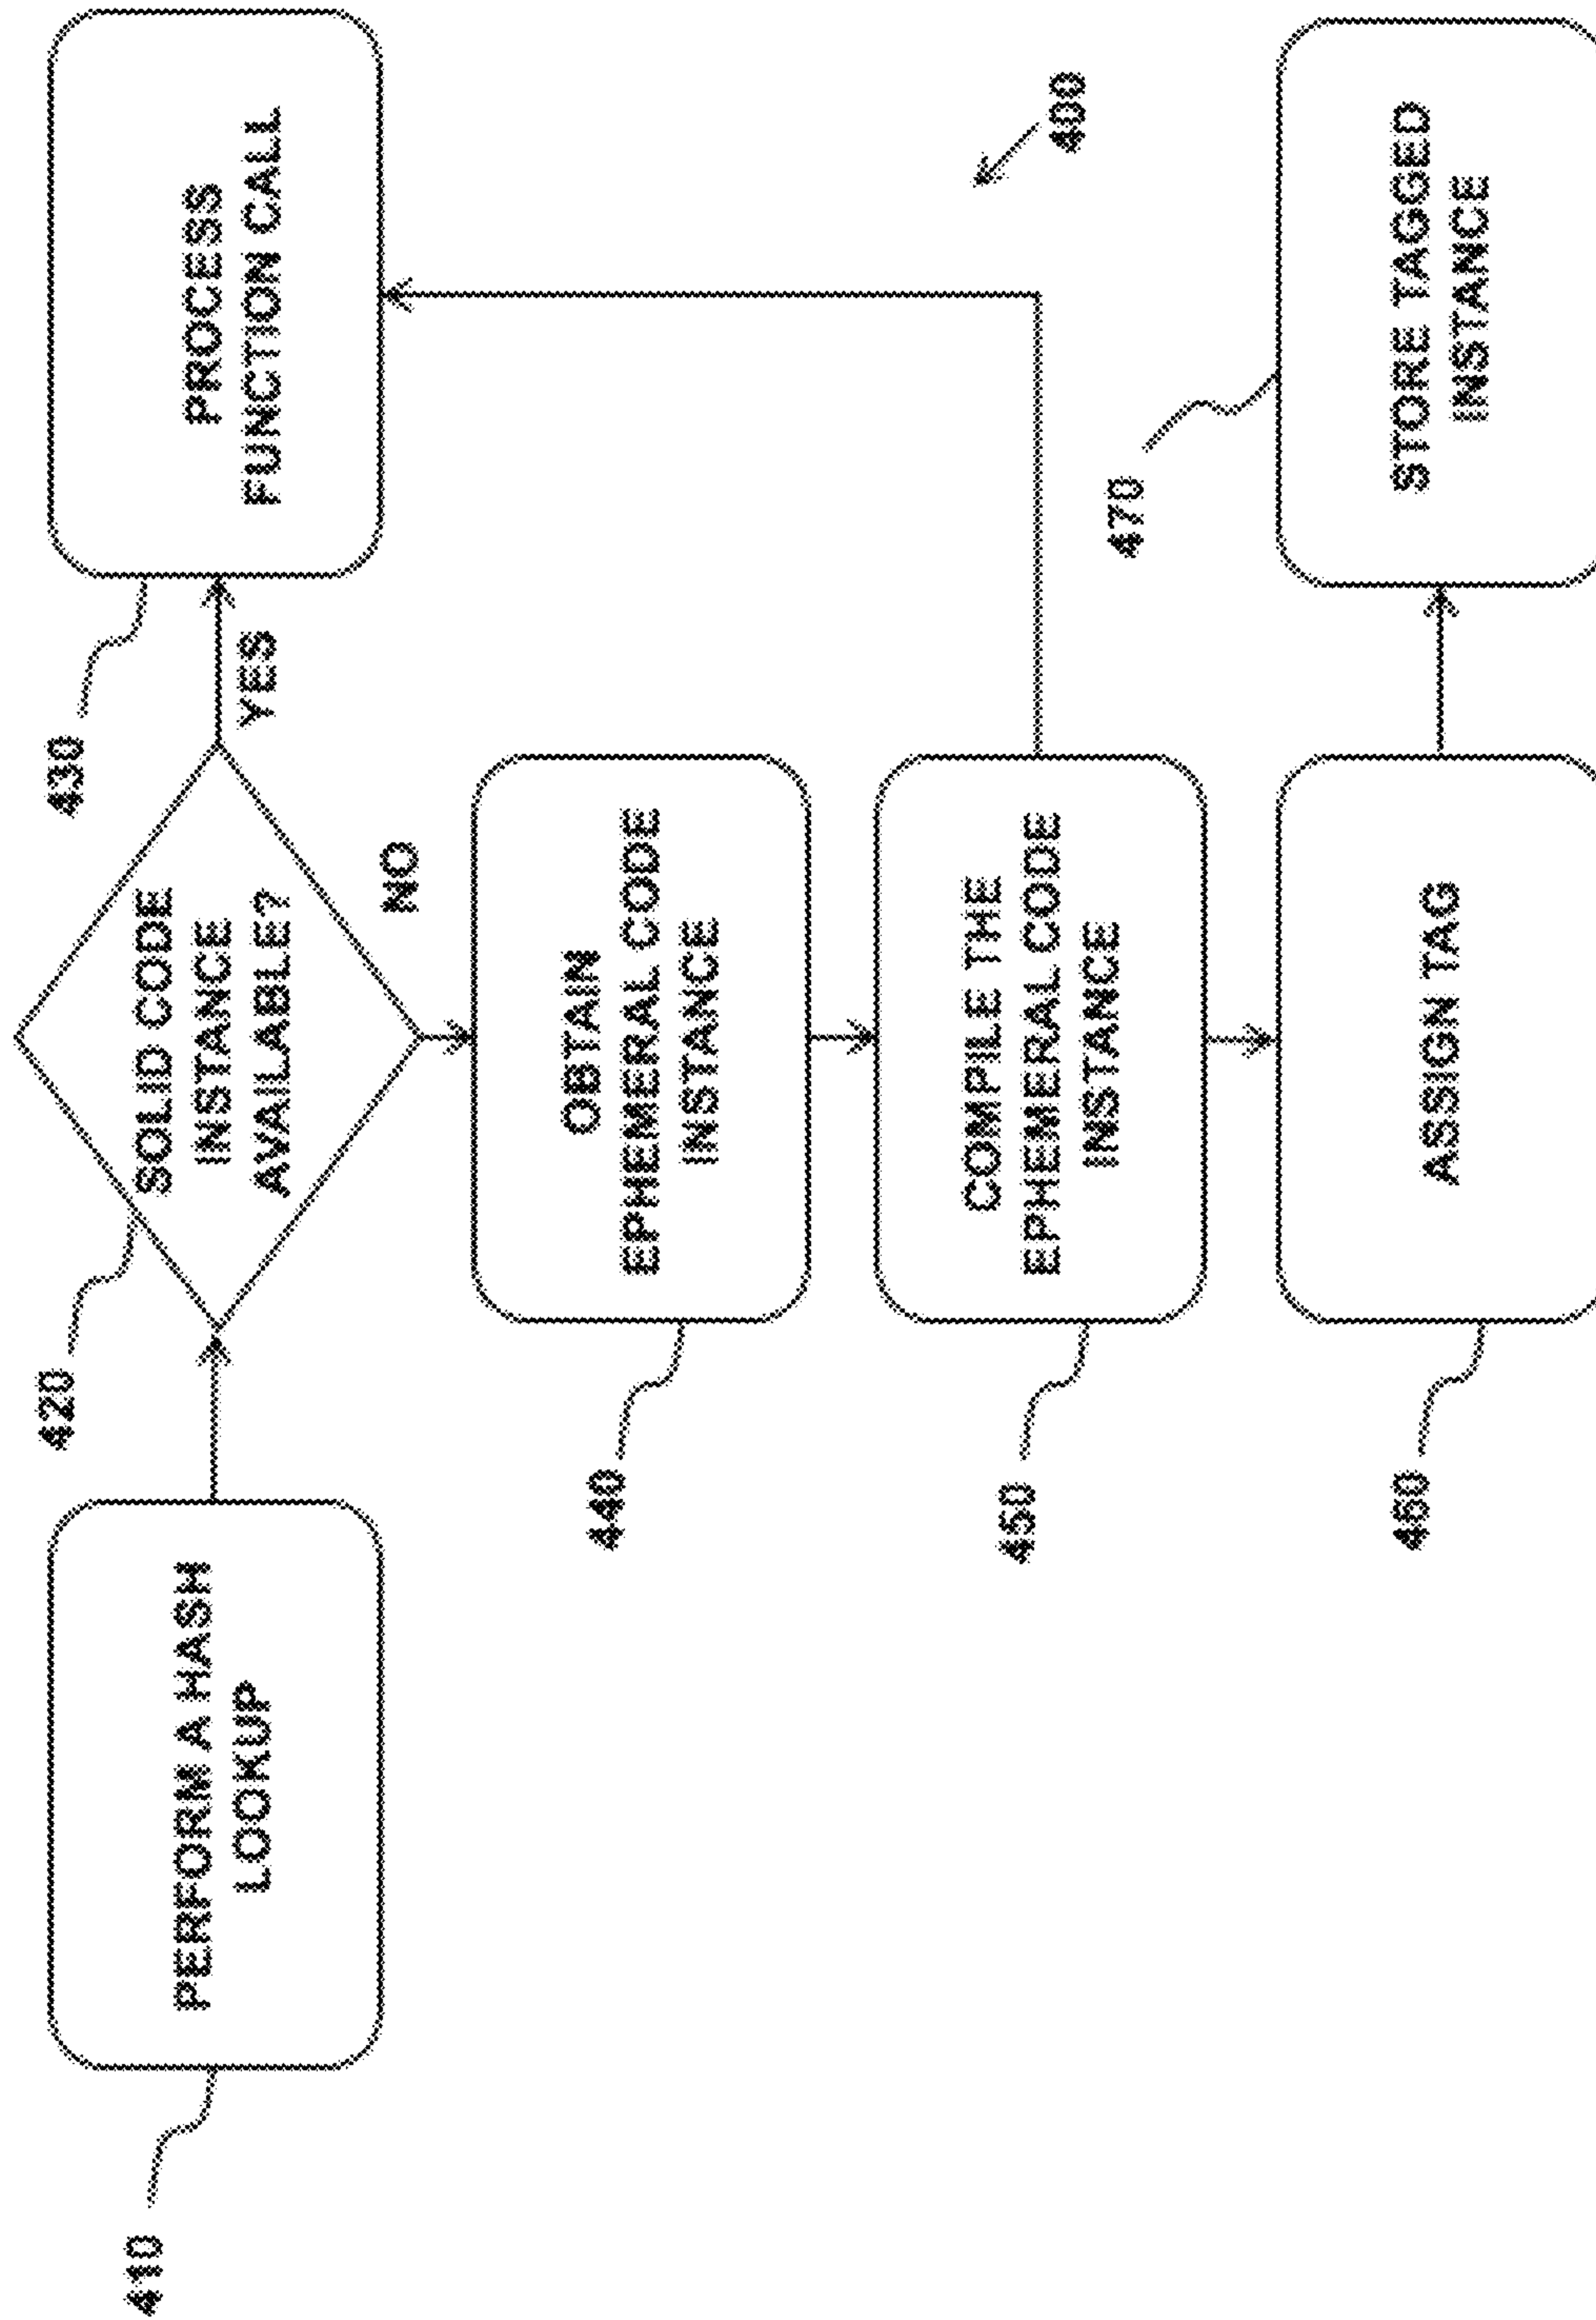 410
PERFORM A HASH
LOOKUP
420
SOLID CODE
INSTANCE
AVAILABLE?
YES
NO
430
PROCESS
FUNCTION CALL
440
OBTAIN
EPHEMERAL CODE
INSTANCE
450
COMPILE THE
EPHEMERAL CODE
INSTANCE
400
460
ASSIGN TAG
470
STORE TAGGED
INSTANCE